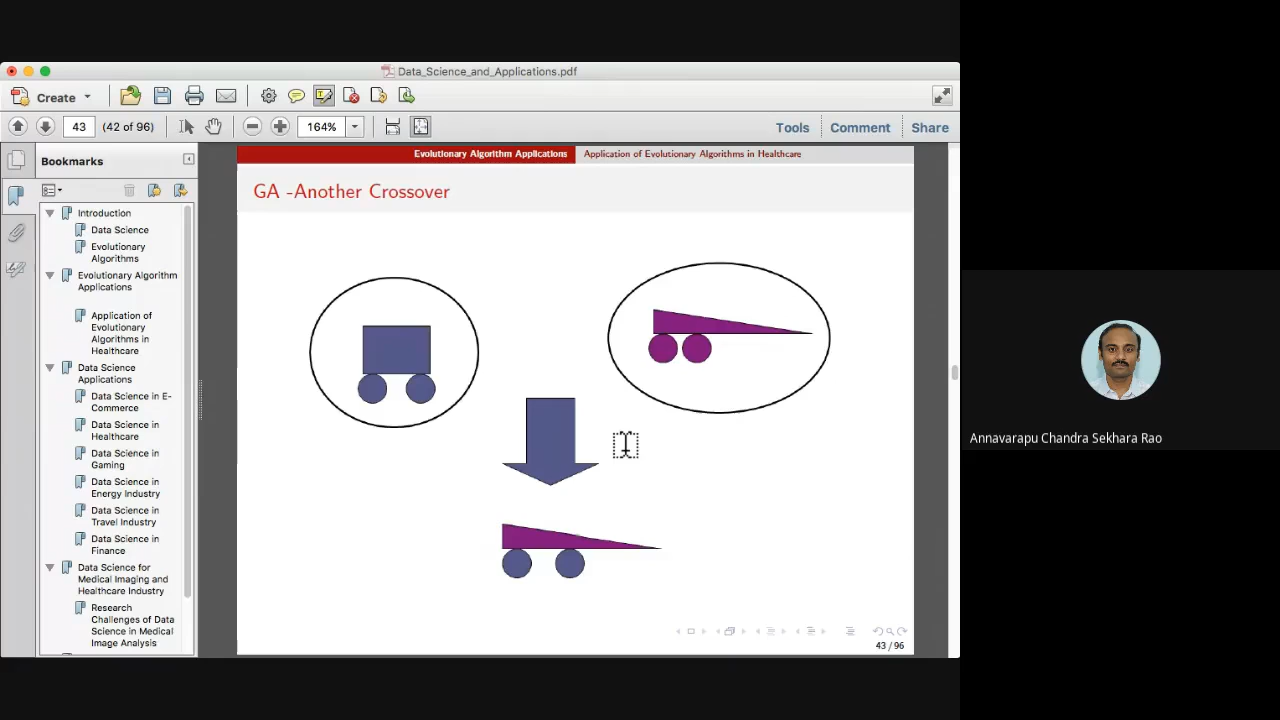 Data_Science_and_Applications.pdf
Create
43
(42 of 96)
164%
Tools
Comment
Share
Bookmarks
Introduction
Data Science
Evolutionary
Algorithms
Evolutionary Algorithm
Applications
Application of
Evolutionary
Algorithms in
Healthcare
Data Science
Applications
Data Science in E-
Commerce
Data Science in
Healthcare
Data Science in
Gaming
Data Science in
Energy Industry
Data Science in
Travel Industry
Data Science in
Finance
Data Science for
Medical Imaging and
Healthcare Industry
Research
Challenges of Data
Science in Medical
Image Analysis
Evolutionary Algorithm Applications
Application of Evolutionary Algorithms in Healthcare
GA -Another Crossover
43 / 96
Annavarapu Chandra Sekhara Rao